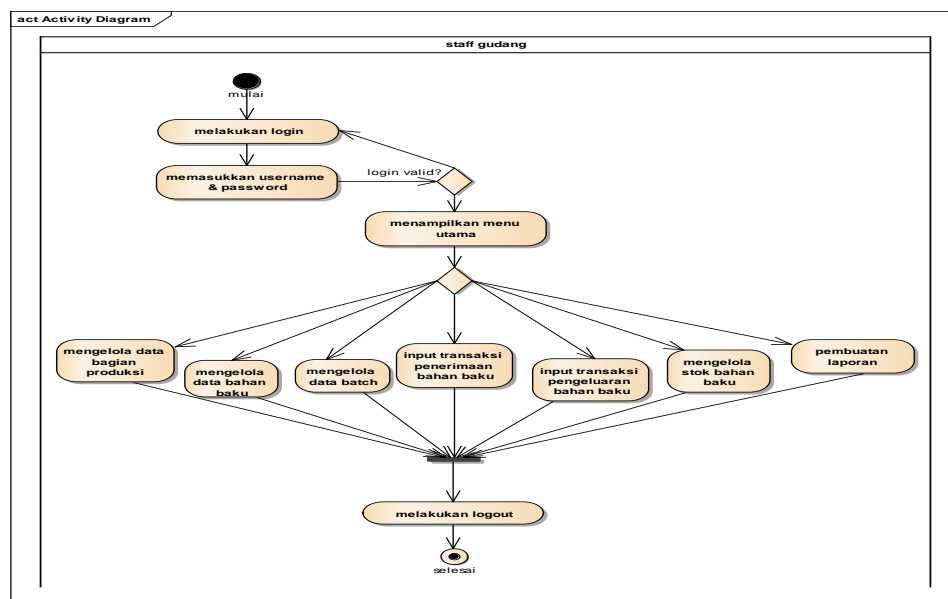 act Activity Diagram
staff gudang
mulai
melakukan login
memasukkan username
& password
login valid?
menampilkan menu
utama
mengelola data
bagian
produksi
mengelola
data bahan
baku
mengelola
data batch
input transaksi
penerimaan
bahan baku
input transaksi
pengeluaran
bahan baku
mengelola
stok bahan
baku
pembuatan
laporan
melakukan logout
selesai